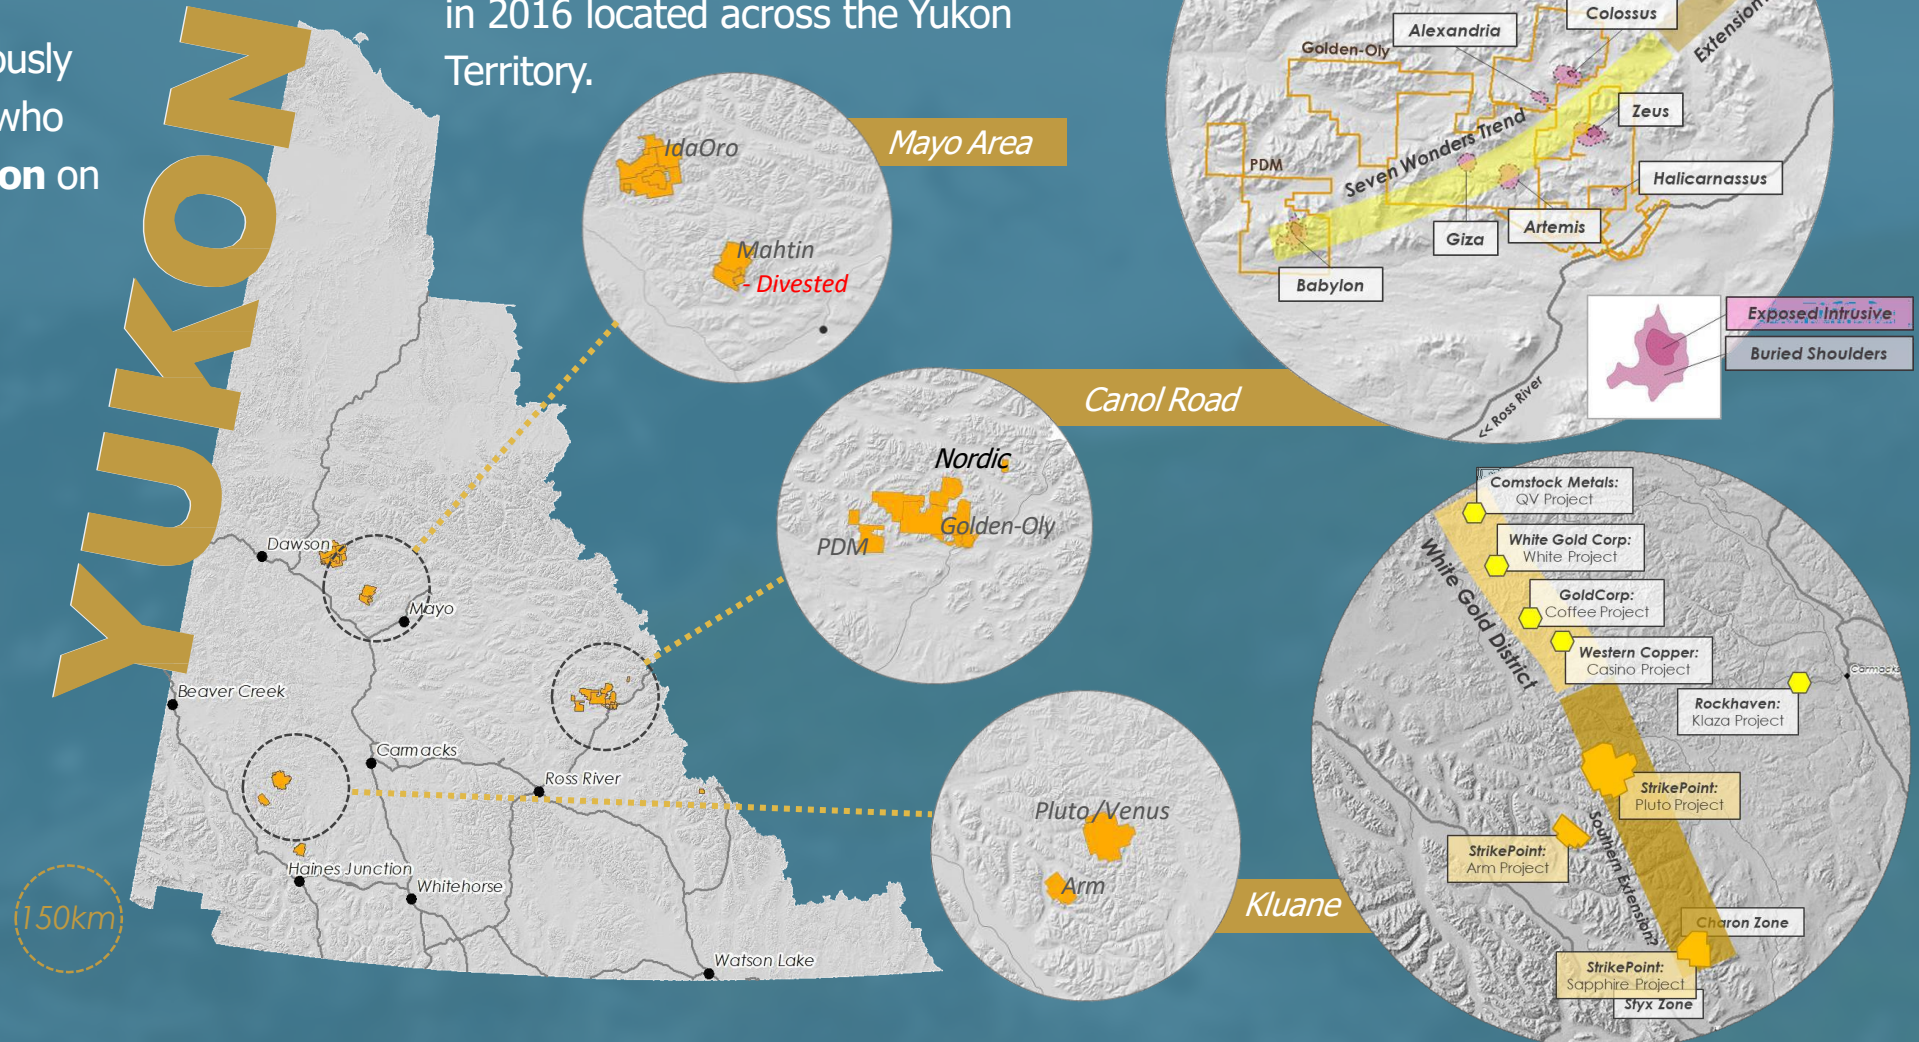 ously
who
on on
in 2016 located across the Yukon
Territory.
YUKON
Mayo Area
IdaOro
Mahtin
- Divested
Canol Road
Nordic
Golden-Oly
PDM
Kluane
Pluto/Venus
Arm
Dawson
Mayo
Beaver Creek
Carmacks
Ross River
Haines Junction
Whitehorse
Watson Lake
150km
Colossus
Extension
Alexandria
Golden-Oly
Zeus
Seven Wonders Trend
PDM
Halicarnassus
Artemis
Giza
Babylon
<< Ross River
Exposed Intrusive
Buried Shoulders
Comstock Metals:
QV Project
White Gold Corp:
White Project
GoldCorp:
Coffee Project
Western Copper:
Casino Project
White Gold District
Carmacks
Rockhaven:
Klaza Project
StrikePoint:
Pluto Project
StrikePoint:
Arm Project
Southern Extension?
Charon Zone
StrikePoint:
Sapphire Project
Styx Zone